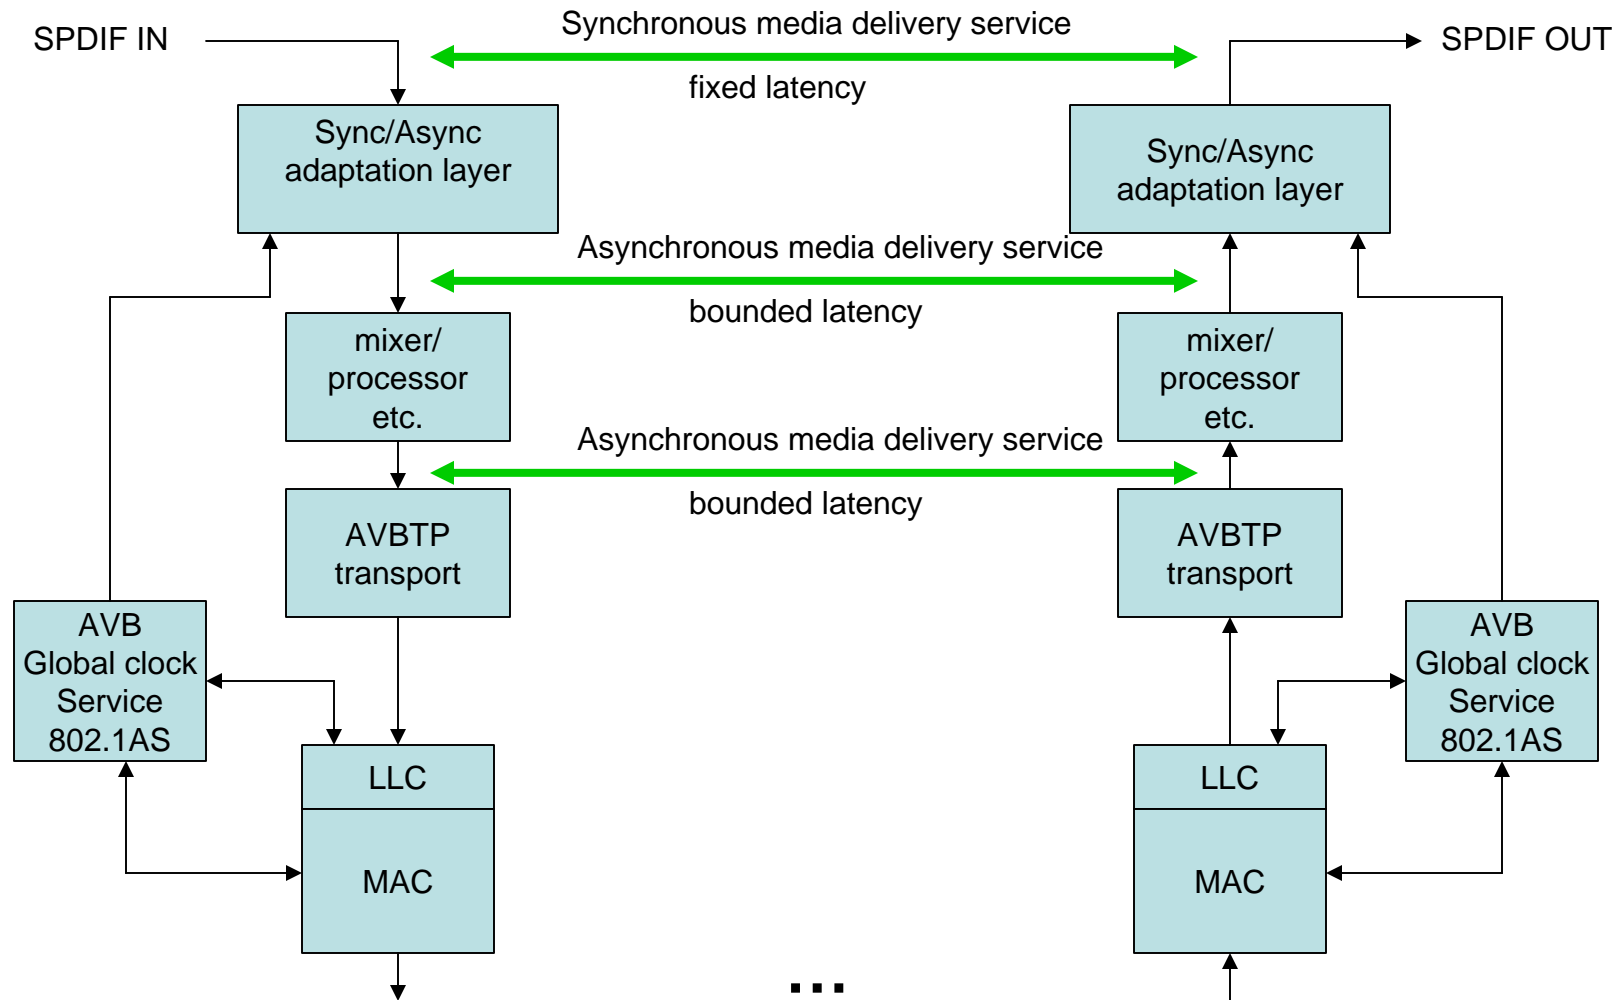 SPDIF IN
Synchronous media delivery service
SPDIF OUT
fixed latency
Sync/Async
adaptation layer
Sync/Async
adaptation layer
Asynchronous media delivery service
bounded latency
mixer/
processor
etc.
mixer/
processor
etc.
Asynchronous media delivery service
bounded latency
AVBTP
transport
AVBTP
transport
AVB
Global clock
Service
802.1AS
AVB
Global clock
Service
802.1AS
LLC
MAC
LLC
MAC
...